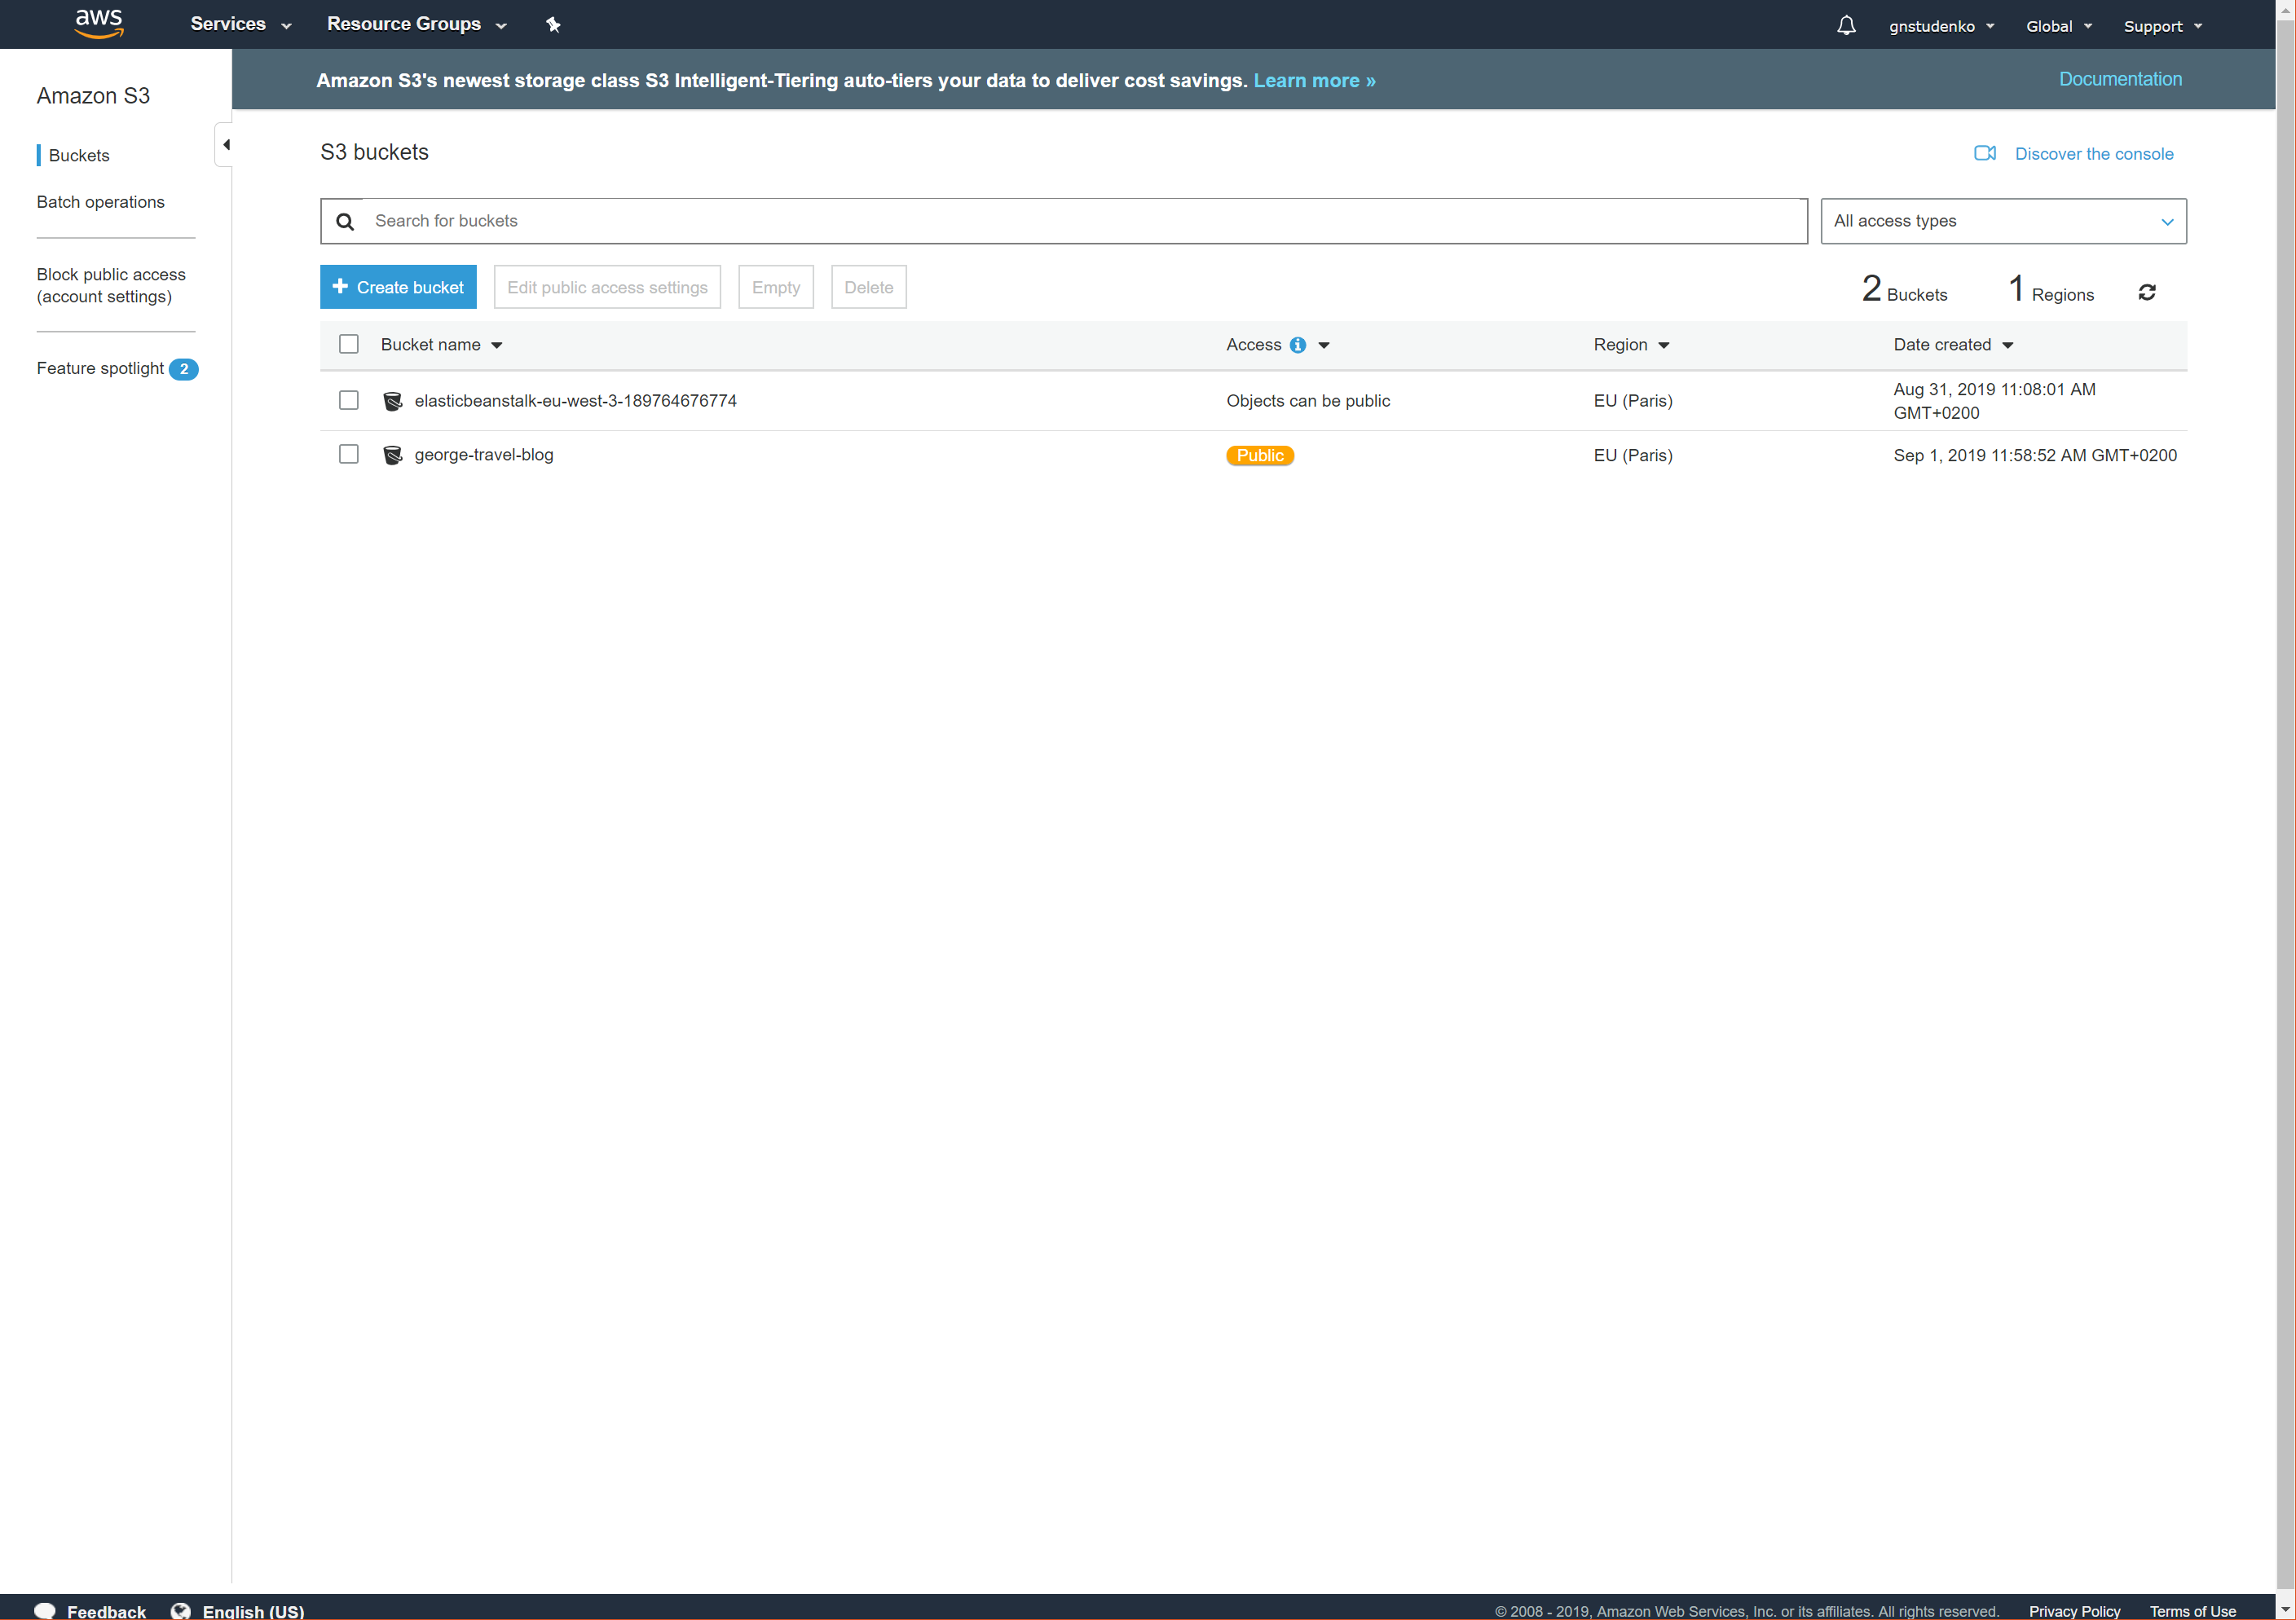 aws Services Resource Groups gnstudenko Global Support
Amazon S3's newest storage class S3 Intelligent-Tiering auto-tiers your data to deliver cost savings. Learn more » Documentation
Amazon S3
Buckets
Batch operations
Block public access
(account settings)
Feature spotlight 2
S3 buckets Discover the console
Search for buckets All access types
Create bucket Edit public access settings Empty Delete 2 Buckets 1 Regions
Bucket name Access Region Date created
elasticbeanstalk-eu-west-3-189764676774 Objects can be public EU (Paris) Aug 31, 2019 11:08:01 AM
GMT+0200
george-travel-blog Public EU (Paris) Sep 1, 2019 11:58:52 AM GMT+0200
Feedback English (US) © 2008 - 2019, Amazon Web Services, Inc. or its affiliates. All rights reserved. Privacy Policy Terms of Use